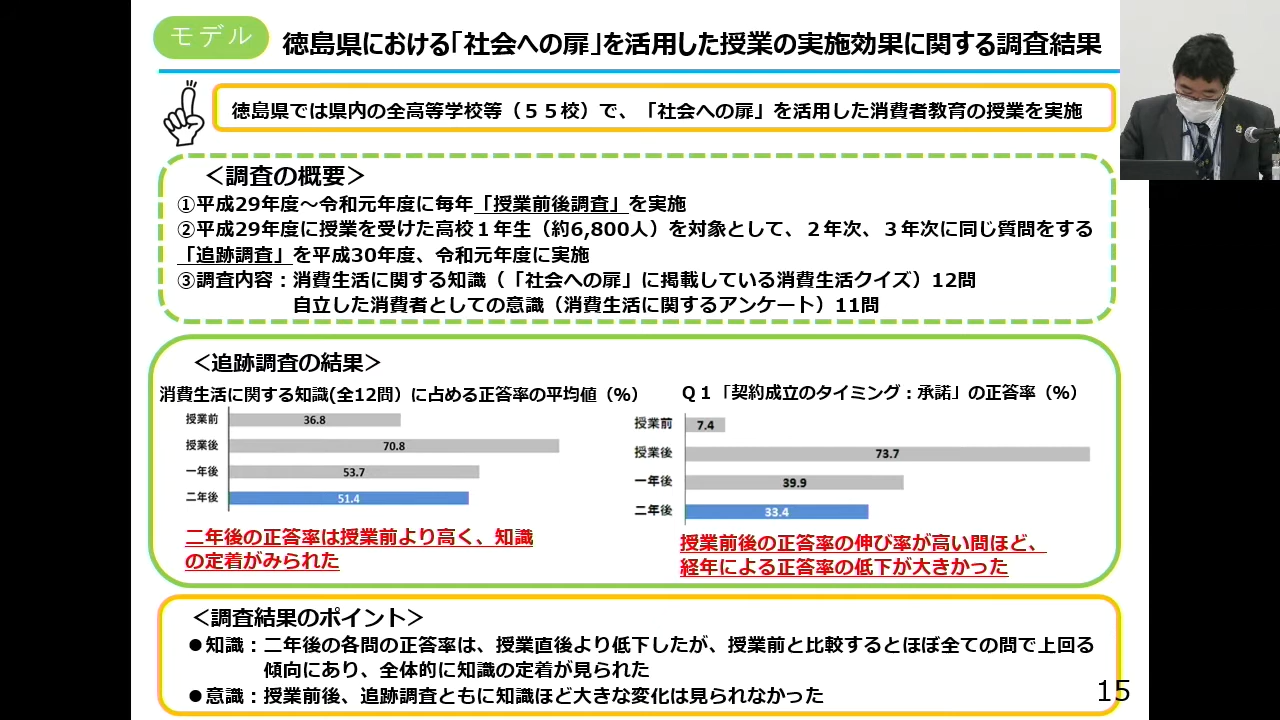 モデル
徳島県における「社会への扉」を活用した授業の実施効果に関する調査結果
徳島県では県内の全高等学校等（５５校）で、「社会への扉」を活用した消費者教育の授業を実施
＜調査の概要＞
①平成29年度～令和元年度に毎年「授業前後調査」を実施
②平成29年度に授業を受けた高校１年生（約6,800人）を対象として、２年次、３年次に同じ質問をする
「追跡調査」を平成30年度、令和元年度に実施
③調査内容：消費生活に関する知識（「社会への扉」に掲載している消費生活クイズ）12問
自立した消費者としての意識（消費生活に関するアンケート）11問
＜追跡調査の結果＞
消費生活に関する知識(全12問）に占める正答率の平均値（%）
授業前 36.8
授業後 70.8
一年後 53.7
二年後 51.4
二年後の正答率は授業前より高く、知識
の定着がみられた
Ｑ１「契約成立のタイミング：承諾」の正答率（%）
授業前 7.4
授業後 73.7
一年後 39.9
二年後 33.4
授業前後の正答率の伸び率が高い問ほど、
経年による正答率の低下が大きかった
＜調査結果のポイント＞
●知識：二年後の各問の正答率は、授業直後より低下したが、授業前と比較するとほぼ全ての問で上回る
傾向にあり、全体的に知識の定着が見られた
●意識：授業前後、追跡調査ともに知識ほど大きな変化は見られなかった
15